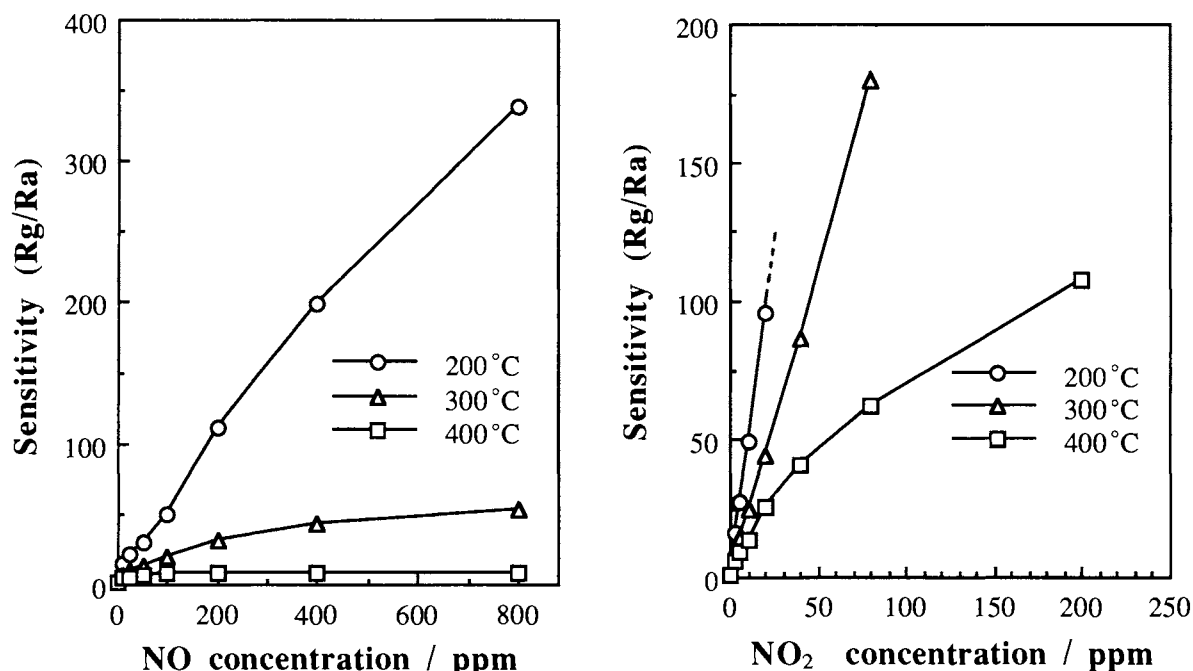 400
300
200
100
0
Sensitivity (Rg/Ra)
200°C
300°C
400°C
0 200 400 600 800
NO concentration / ppm
200
150
100
50
0
Sensitivity (Rg/Ra)
200°C
300°C
400°C
0 50 100 150 200 250
NO₂ concentration / ppm